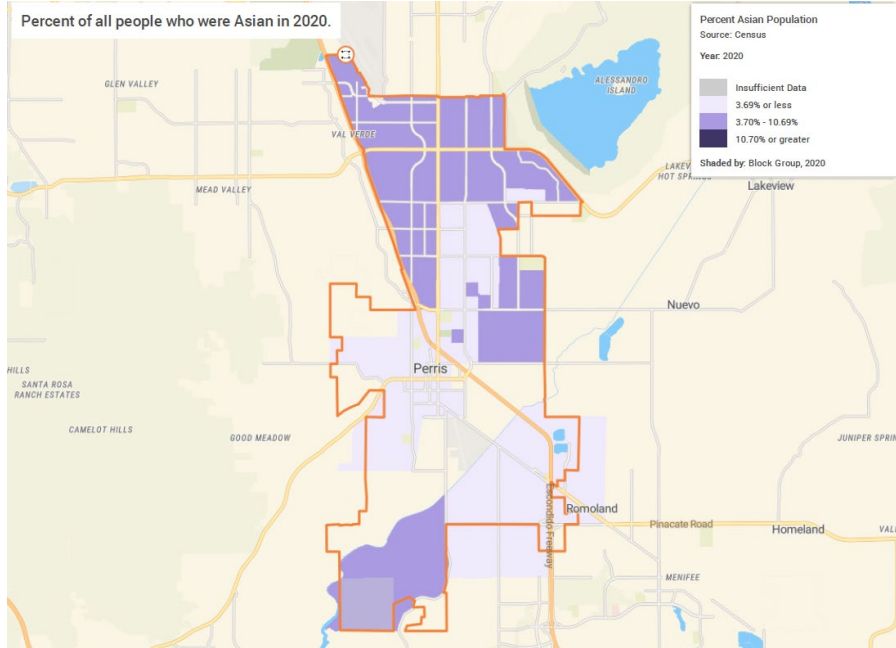 Percent of all people who were Asian in 2020.
Percent Asian Population
Source: Census
Year: 2020
Insufficient Data
3.69% or less
3.70% - 10.69%
10.70% or greater
Shaded by: Block Group, 2020
GLEN VALLEY
ALESSANDRO
ISLAND
VAL VERDE
HOT SPRINGS
Lakeview
MEAD VALLEY
Nuevo
Perris
HILLS
SANTA ROSA
RANCH ESTATES
CAMELOT HILLS
GOOD MEADOW
JUNIPER SPRIN
Escondido Freeway
Romoland
Pinacate Road
Homeland
VAL
MENIFEE